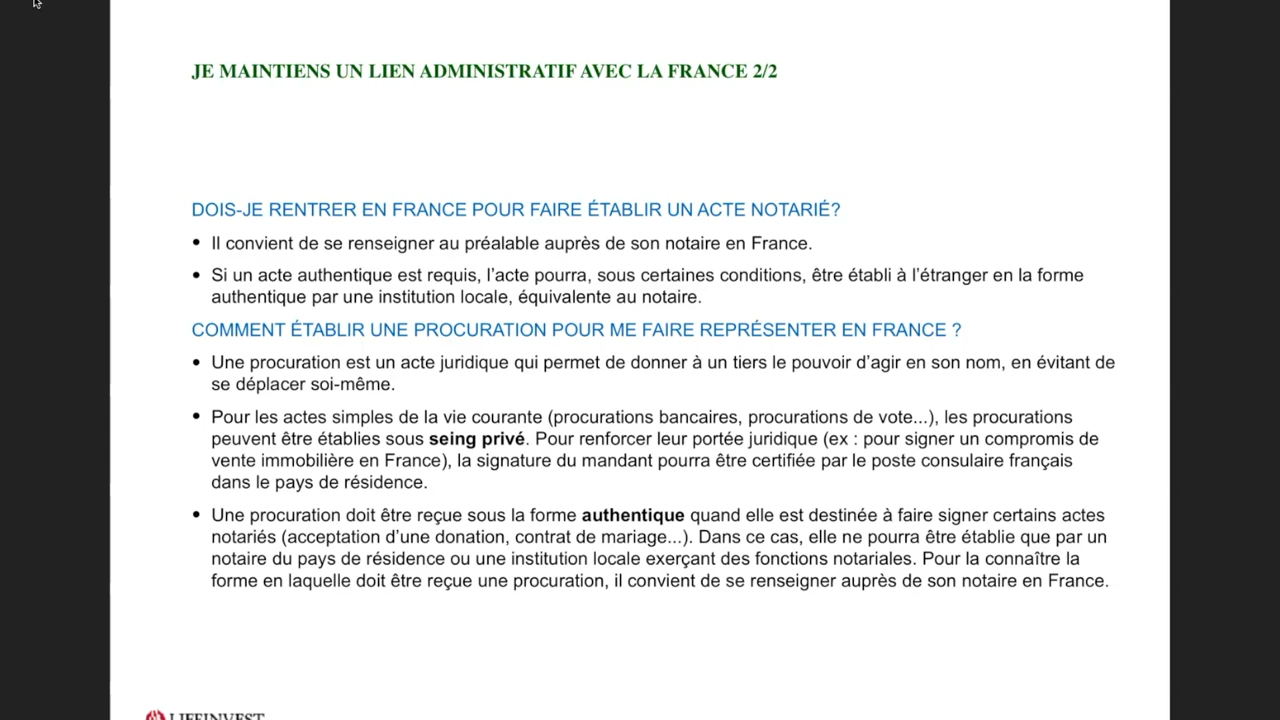 JE MAINTIENS UN LIEN ADMINISTRATIF AVEC LA FRANCE 2/2
DOIS-JE RENTRER EN FRANCE POUR FAIRE ÉTABLIR UN ACTE NOTARIÉ?
• Il convient de se renseigner au préalable auprès de son notaire en France.
• Si un acte authentique est requis, l’acte pourra, sous certaines conditions, être établi à l’étranger en la forme
authentique par une institution locale, équivalente au notaire.
COMMENT ÉTABLIR UNE PROCURATION POUR ME FAIRE REPRÉSENTER EN FRANCE ?
• Une procuration est un acte juridique qui permet de donner à un tiers le pouvoir d’agir en son nom, en évitant de
se déplacer soi-même.
• Pour les actes simples de la vie courante (procurations bancaires, procurations de vote...), les procurations
peuvent être établies sous seing privé. Pour renforcer leur portée juridique (ex : pour signer un compromis de
vente immobilière en France), la signature du mandant pourra être certifiée par le poste consulaire français
dans le pays de résidence.
• Une procuration doit être reçue sous la forme authentique quand elle est destinée à faire signer certains actes
notariés (acceptation d’une donation, contrat de mariage...). Dans ce cas, elle ne pourra être établie que par un
notaire du pays de résidence ou une institution locale exerçant des fonctions notariales. Pour la connaître la
forme en laquelle doit être reçue une procuration, il convient de se renseigner auprès de son notaire en France.
LIFEINVEST